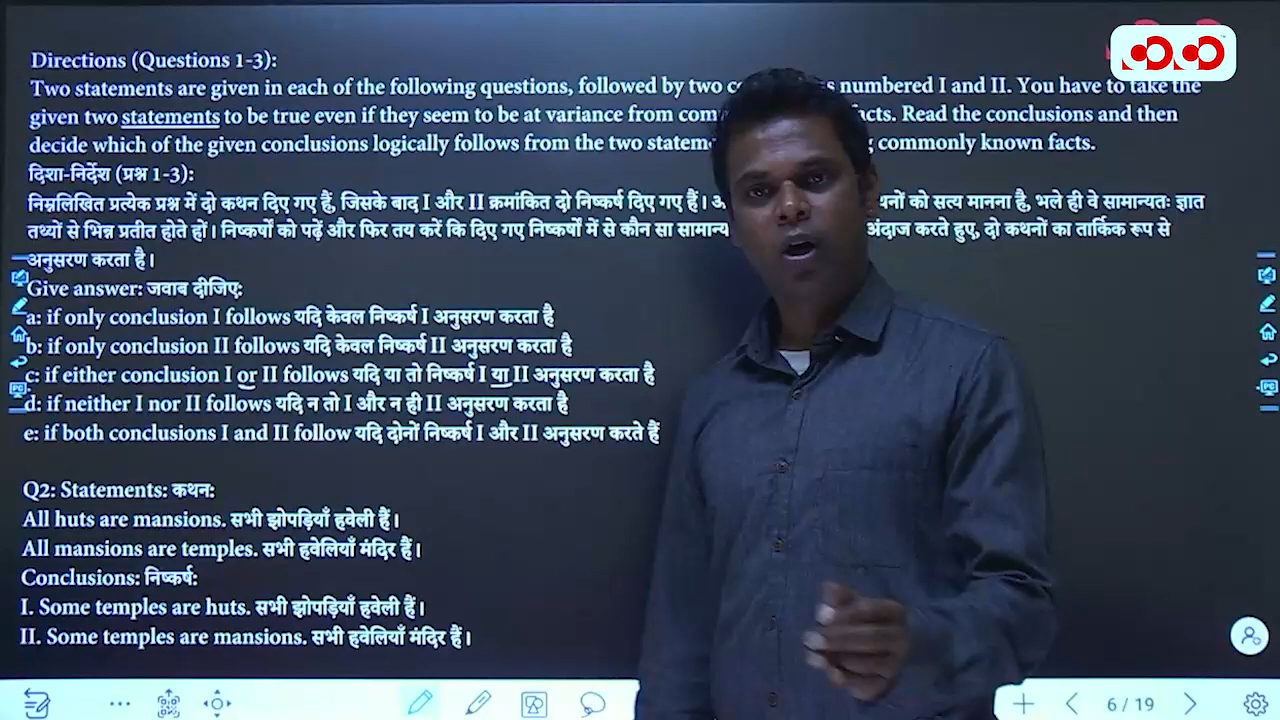 Directions (Questions 1-3):
Two statements are given in each of the following questions, followed by two numbered I and II. You have to take the
given two statements to be true even if they seem to be at variance from facts. Read the conclusions and then
decide which of the given conclusions logically follows from the two commonly known facts.
दिशा-निर्देश (प्रश्न 1-3):
निम्नलिखित प्रत्येक प्रश्न में दो कथन दिए गए हैं, जिसके बाद I और II क्रमांकित दो निष्कर्ष दिए गए हैं। को सत्य मानना है, भले ही वे सामान्यतः ज्ञात
तथ्यों से भिन्न प्रतीत होते हों। निष्कर्षों को पढ़ें और फिर तय करें कि दिए गए निष्कर्षों में से कौन सा करते हुए, दो कथनों का तार्किक रूप से
अनुसरण करता है।
Give answer: जवाब दीजिए:
a: if only conclusion I follows यदि केवल निष्कर्ष I अनुसरण करता है
b: if only conclusion II follows यदि केवल निष्कर्ष II अनुसरण करता है
c: if either conclusion I or II follows यदि या तो निष्कर्ष I या II अनुसरण करता है
d: if neither I nor II follows यदि न तो I और न ही II अनुसरण करता है
e: if both conclusions I and II follow यदि दोनों निष्कर्ष I और II अनुसरण करते हैं
Q2: Statements: कथन:
All huts are mansions. सभी झोपड़ियाँ हवेली हैं।
All mansions are temples. सभी हवेलियाँ मंदिर हैं।
Conclusions: निष्कर्ष:
I. Some temples are huts. सभी झोपड़ियाँ हवेली हैं।
II. Some temples are mansions. सभी हवेलियाँ मंदिर हैं।
6 / 19